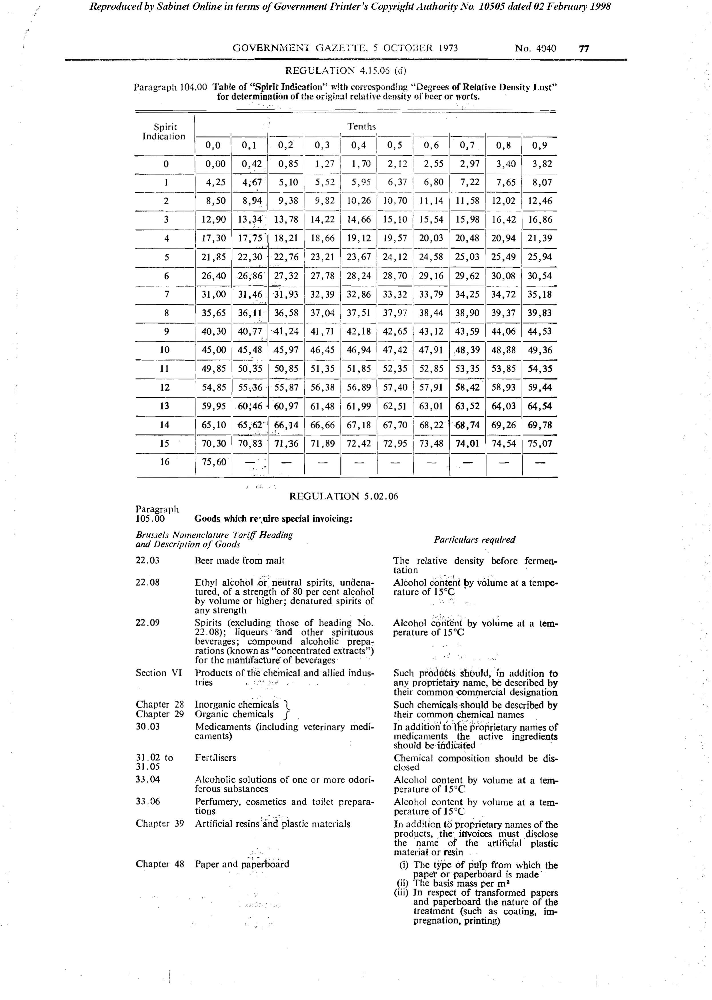 Reproduced by Sabinet Online in terms of Government Printer's Copyright Authority No. 10505 dated 02 February 1998
GOVERNMENT GAZETTE, 5 OCTOBER 1973 No. 4040 77
REGULATION 4.15.06 (d)
Paragraph 104.00 Table of “Spirit Indication” with corresponding “Degrees of Relative Density Lost”
for determination of the original relative density of beer or worts.
Spirit Indication Tenths
0,0 0,1 0,2 0,3 0,4 0,5 0,6 0,7 0,8 0,9
0 0,00 0,42 0,85 1,27 1,70 2,12 2,55 2,97 3,40 3,82
1 4,25 4,67 5,10 5,52 5,95 6,37 6,80 7,22 7,65 8,07
2 8,50 8,94 9,38 9,82 10,26 10,70 11,14 11,58 12,02 12,46
3 12,90 13,34 13,78 14,22 14,66 15,10 15,54 15,98 16,42 16,86
4 17,30 17,75 18,21 18,66 19,12 19,57 20,03 20,48 20,94 21,39
5 21,85 22,30 22,76 23,21 23,67 24,12 24,58 25,03 25,49 25,94
6 26,40 26,86 27,32 27,78 28,24 28,70 29,16 29,62 30,08 30,54
7 31,00 31,46 31,93 32,39 32,86 33,32 33,79 34,25 34,72 35,18
8 35,65 36,11 36,58 37,04 37,51 37,97 38,44 38,90 39,37 39,83
9 40,30 40,77 41,24 41,71 42,18 42,65 43,12 43,59 44,06 44,53
10 45,00 45,48 45,97 46,45 46,94 47,42 47,91 48,39 48,88 49,36
11 49,85 50,35 50,85 51,35 51,85 52,35 52,85 53,35 53,85 54,35
12 54,85 55,36 55,87 56,38 56,89 57,40 57,91 58,42 58,93 59,44
13 59,95 60,46 60,97 61,48 61,99 62,51 63,01 63,52 64,03 64,54
14 65,10 65,62 66,14 66,66 67,18 67,70 68,22 68,74 69,26 69,78
15 70,30 70,83 71,36 71,89 72,42 72,95 73,48 74,01 74,54 75,07
16 75,60 — — — — — — — — —
REGULATION 5.02.06
Paragraph
105.00 Goods which require special invoicing:
Brussels Nomenclature Tariff Heading
and Description of Goods
Particulars required
22.03 Beer made from malt The relative density before fermen-
tation
22.08 Ethyl alcohol or neutral spirits, undena- Alcohol content by volume at a tempe-
tured, of a strength of 80 per cent alcohol rature of 15°C
by volume or higher; denatured spirits of
any strength
22.09 Spirits (excluding those of heading No. Alcohol content by volume at a tem-
22.08); liqueurs and other spirituous perature of 15°C
beverages; compound alcoholic prepa-
rations (known as “concentrated extracts”)
for the manufacture of beverages
Section VI Products of the chemical and allied indus- Such products should, in addition to
tries any proprietary name, be described by
their common commercial designation
Chapter 28 Inorganic chemicals } Such chemicals should be described by
Chapter 29 Organic chemicals } their common chemical names
30.03 Medicaments (including veterinary medi- In addition to the proprietary names of
caments) medicaments the active ingredients
should be indicated
31.02 to Fertilisers Chemical composition should be dis-
31.05 closed
33.04 Alcoholic solutions of one or more odori- Alcohol content by volume at a tem-
ferous substances perature of 15°C
33.06 Perfumery, cosmetics and toilet prepara- Alcohol content by volume at a tem-
tions perature of 15°C
Chapter 39 Artificial resins and plastic materials In addition to proprietary names of the
products, the invoices must disclose
the name of the artificial plastic
material or resin
Chapter 48 Paper and paperboard (i) The type of pulp from which the
paper or paperboard is made
(ii) The basis mass per m²
(iii) In respect of transformed papers
and paperboard the nature of the
treatment (such as coating, im-
pregnation, printing)